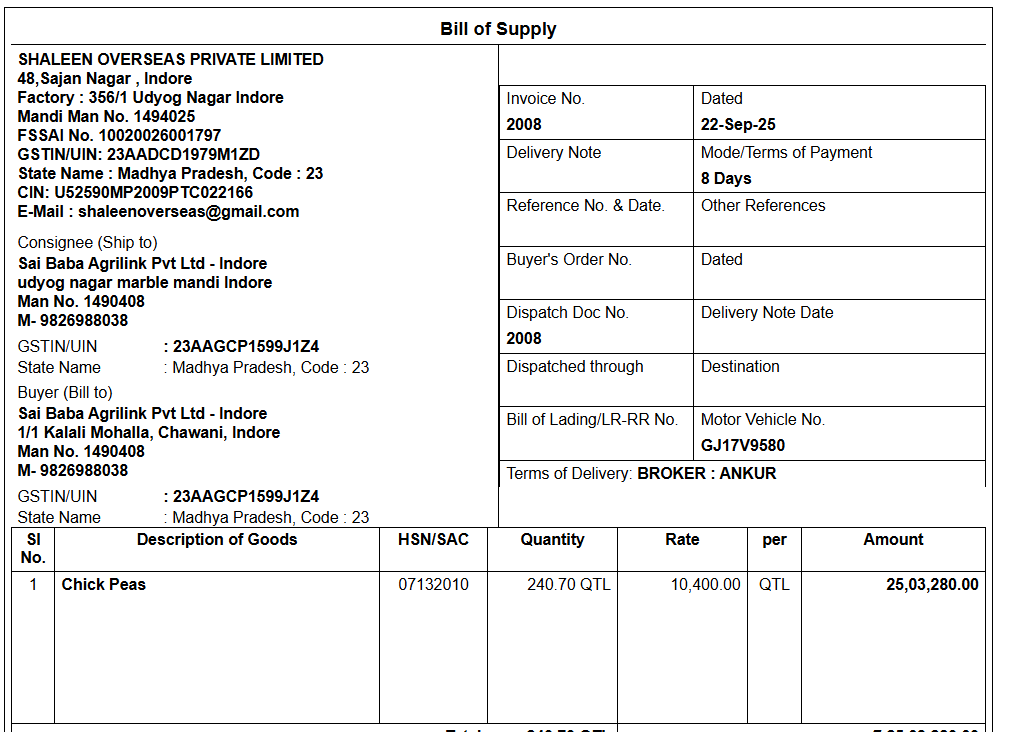 Bill of Supply
SHALEEN OVERSEAS PRIVATE LIMITED
48,Sajan Nagar , Indore
Factory : 356/1 Udyog Nagar Indore
Mandi Man No. 1494025
FSSAI No. 10020026001797
GSTIN/UIN: 23AADCD1979M1ZD
State Name : Madhya Pradesh, Code : 23
CIN: U52590MP2009PTC022166
E-Mail : shaleenoverseas@gmail.com
Consignee (Ship to)
Sai Baba Agrilink Pvt Ltd - Indore
udyog nagar marble mandi Indore
Man No. 1490408
M- 9826988038
GSTIN/UIN : 23AAGCP1599J1Z4
State Name : Madhya Pradesh, Code : 23
Buyer (Bill to)
Sai Baba Agrilink Pvt Ltd - Indore
1/1 Kalali Mohalla, Chawani, Indore
Man No. 1490408
M- 9826988038
GSTIN/UIN : 23AAGCP1599J1Z4
State Name : Madhya Pradesh, Code : 23
Invoice No. Dated
2008 22-Sep-25
Delivery Note Mode/Terms of Payment
8 Days
Reference No. & Date. Other References
Buyer's Order No. Dated
Dispatch Doc No. Delivery Note Date
2008
Dispatched through Destination
Bill of Lading/LR-RR No. Motor Vehicle No.
GJ17V9580
Terms of Delivery: BROKER : ANKUR
SI No. Description of Goods HSN/SAC Quantity Rate per Amount
1 Chick Peas 07132010 240.70 QTL 10,400.00 QTL 25,03,280.00